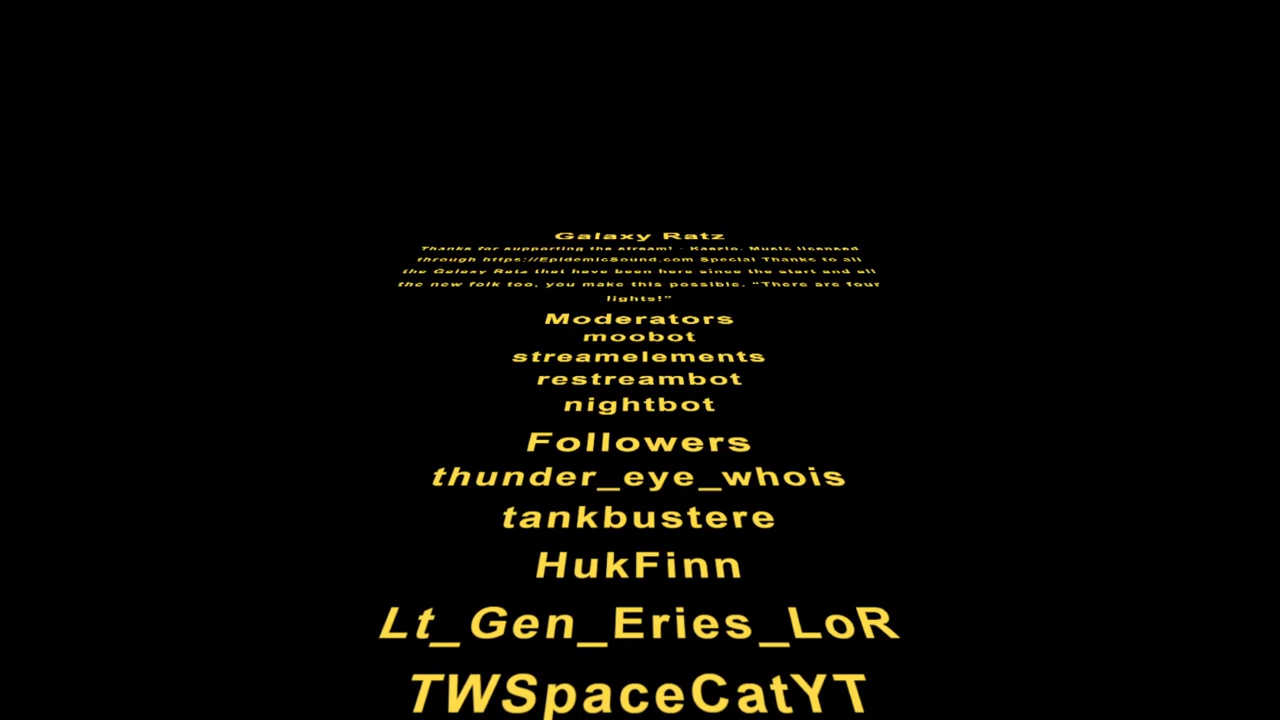 Galaxy Ratz
Thanks for supporting the stream! - Music licensed
through https://EpidemicSound.com Special Thanks to all
the Galaxy Ratz that have been here since the start and all
the new folk too, you make this possible. "There are four
lights!"
Moderators
moobot
streamelements
restreambot
nightbot
Followers
thunder_eye_whois
tankbustere
HukFinn
Lt_Gen_Eries_LoR
TWSpaceCatYT